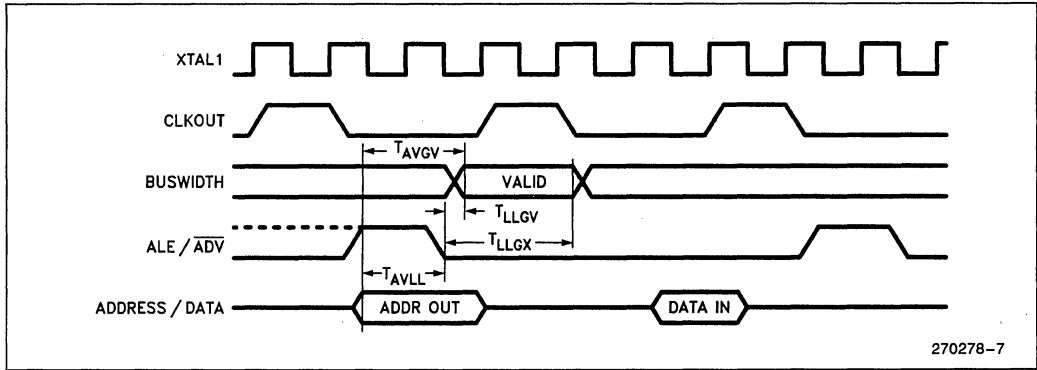 XTAL1
CLKOUT
TAVGV
BUSWIDTH
VALID
TLLGV
ALE / ADV
TLLGX
TAVLL
ADDRESS / DATA
ADDR OUT
DATA IN
270278–7